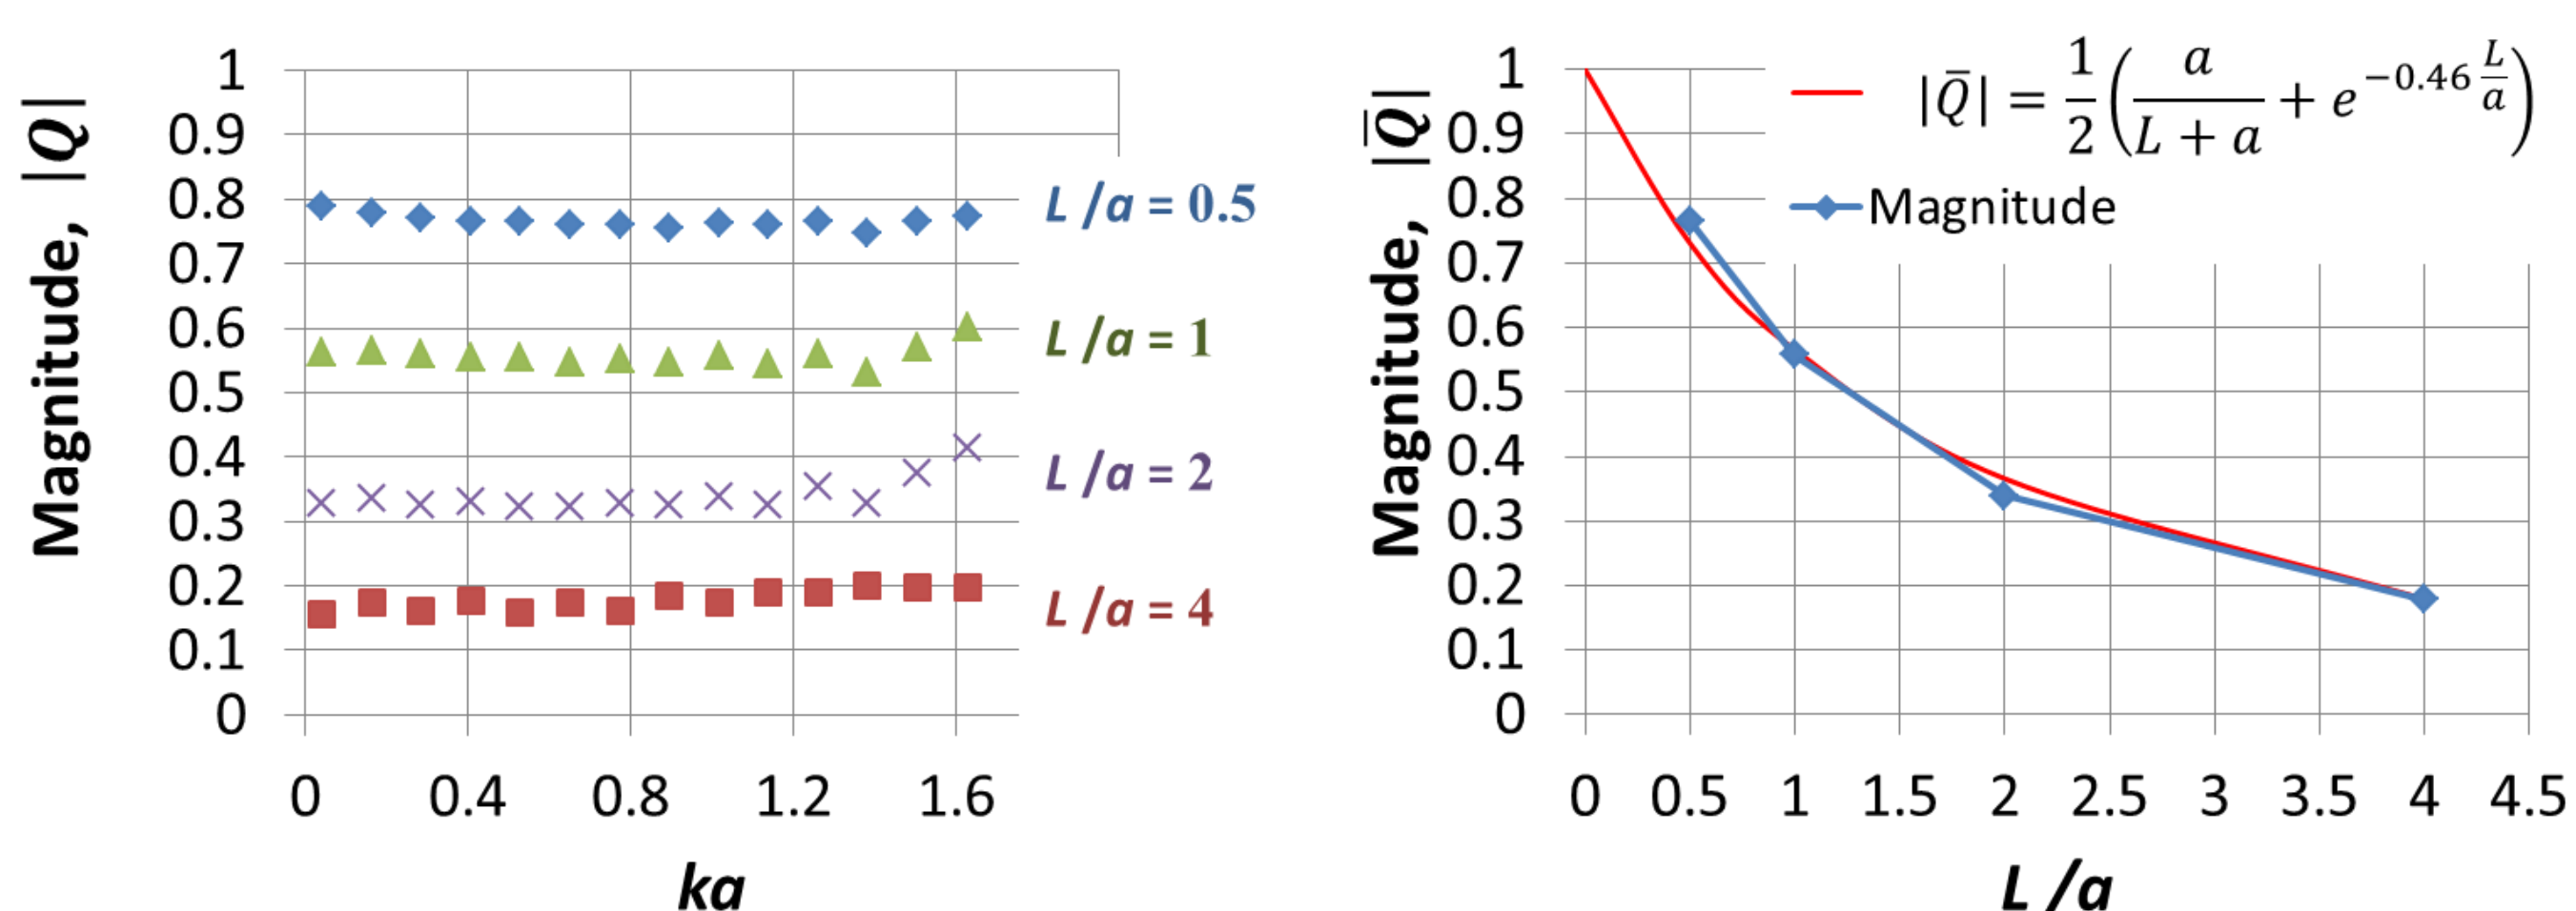 Magnitude, |Q|
1
0.9
0.8
0.7
0.6
0.5
0.4
0.3
0.2
0.1
0
0 0.4 0.8 1.2 1.6
ka
L/a = 0.5
L/a = 1
L/a = 2
L/a = 4
Magnitude, |Q̄|
1
0.9
0.8
0.7
0.6
0.5
0.4
0.3
0.2
0.1
0
|Q̄| = 1/2 (a/(L + a) + e^(−0.46 L/a))
Magnitude
0 0.5 1 1.5 2 2.5 3 3.5 4 4.5
L/a